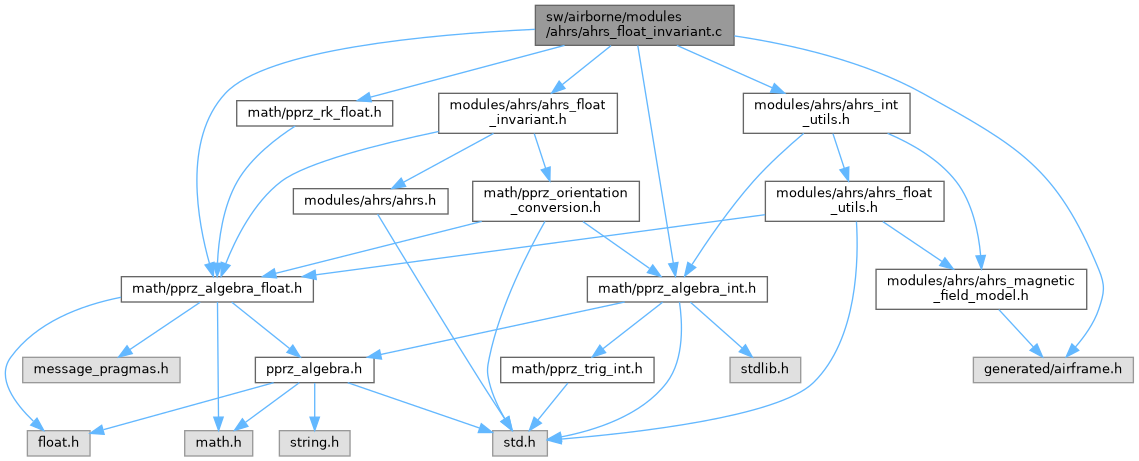 sw/airborne/modules
/ahrs/ahrs_float_invariant.c
math/pprz_rk_float.h
modules/ahrs/ahrs_float
_invariant.h
modules/ahrs/ahrs_int
_utils.h
modules/ahrs/ahrs.h
math/pprz_orientation
_conversion.h
modules/ahrs/ahrs_float
_utils.h
math/pprz_algebra_float.h
math/pprz_algebra_int.h
modules/ahrs/ahrs_magnetic
_field_model.h
message_pragmas.h
pprz_algebra.h
math/pprz_trig_int.h
stdlib.h
generated/airframe.h
float.h
math.h
string.h
std.h